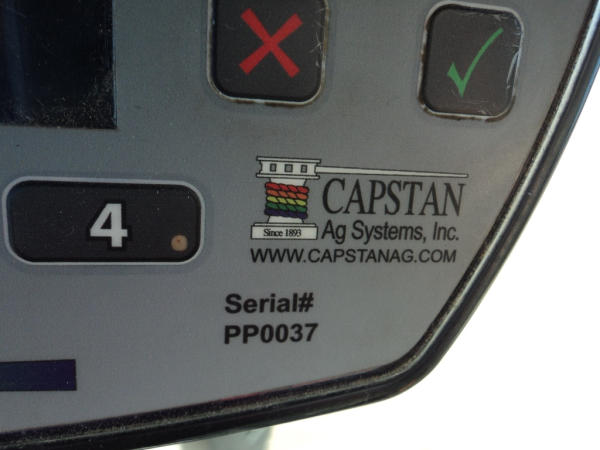 4
CAPSTAN
Since 1893
Ag Systems, Inc.
WWW.CAPSTANAG.COM
Serial#
PP0037